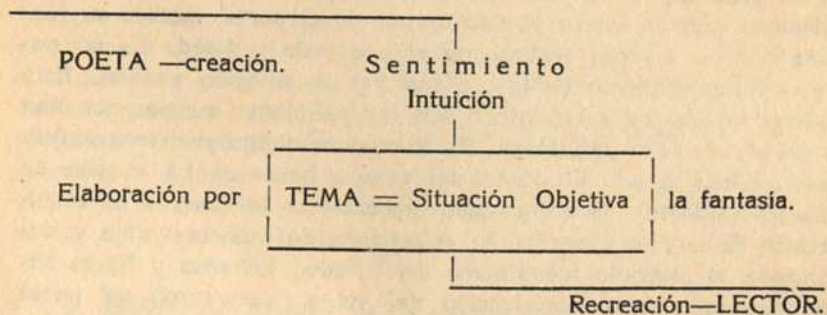 POETA —creación. Sentimiento
Intuición
Elaboración por | TEMA = Situación Objetiva | la fantasía.
Recreación—LECTOR.